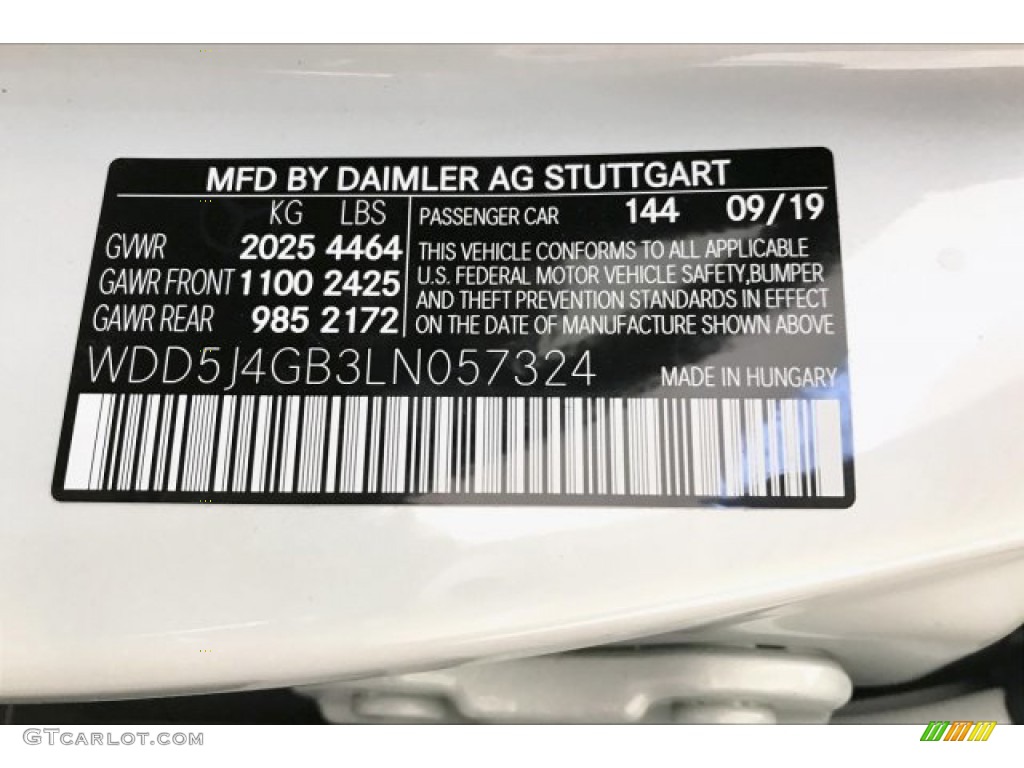 MFD BY DAIMLER AG STUTTGART
KG LBS
GVWR 2025 4464
GAWR FRONT 1100 2425
GAWR REAR 985 2172
PASSENGER CAR 144 09/19
THIS VEHICLE CONFORMS TO ALL APPLICABLE
U.S. FEDERAL MOTOR VEHICLE SAFETY,BUMPER
AND THEFT PREVENTION STANDARDS IN EFFECT
ON THE DATE OF MANUFACTURE SHOWN ABOVE
WDD5J4GB3LN057324
MADE IN HUNGARY
GTCARLOT.COM